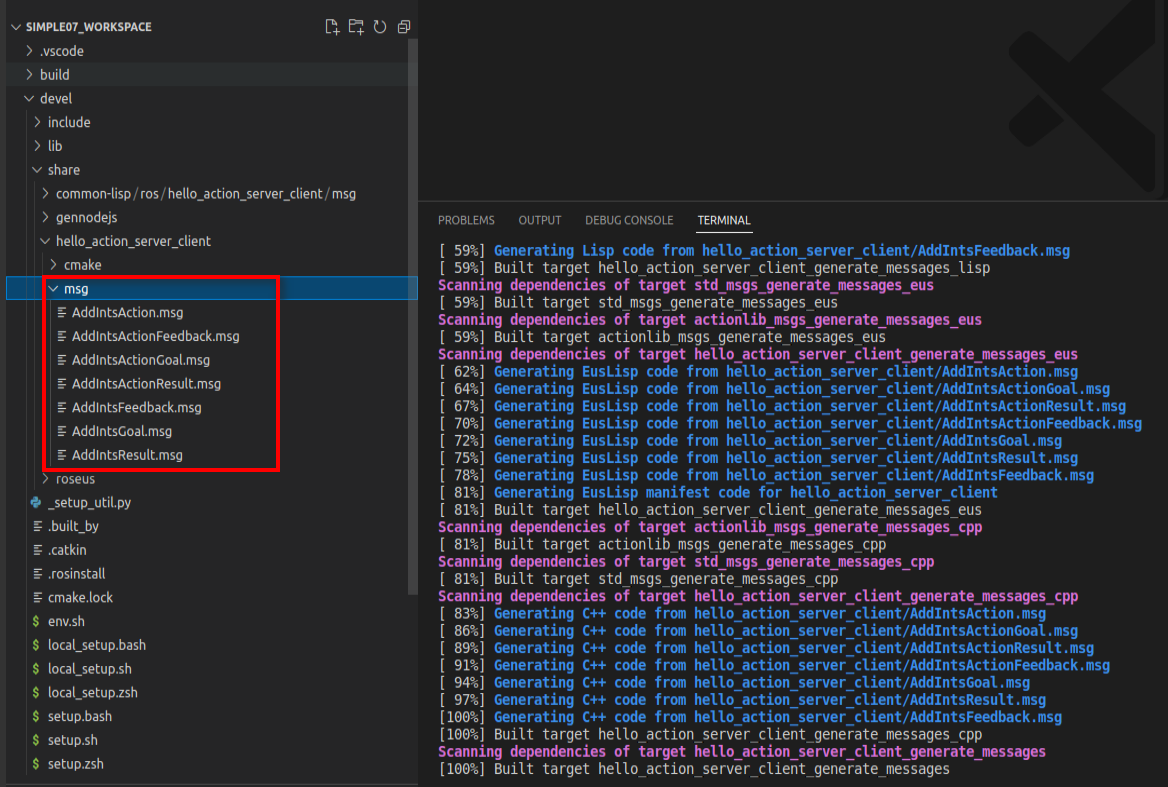 SIMPLE07_WORKSPACE
.vscode
build
devel
include
lib
share
common-lisp/ros/hello_action_server_client/msg
gennodejs
hello_action_server_client
cmake
msg
AddIntsAction.msg
AddIntsActionFeedback.msg
AddIntsActionGoal.msg
AddIntsActionResult.msg
AddIntsFeedback.msg
AddIntsGoal.msg
AddIntsResult.msg
roseus
_setup_util.py
.built_by
.catkin
.rosinstall
cmake.lock
$ env.sh
$ local_setup.bash
$ local_setup.sh
$ local_setup.zsh
$ setup.bash
$ setup.sh
$ setup.zsh
PROBLEMS OUTPUT DEBUG CONSOLE TERMINAL
[ 59%] Generating Lisp code from hello_action_server_client/AddIntsFeedback.msg
[ 59%] Built target hello_action_server_client_generate_messages_lisp
Scanning dependencies of target std_msgs_generate_messages_eus
[ 59%] Built target std_msgs_generate_messages_eus
Scanning dependencies of target actionlib_msgs_generate_messages_eus
[ 59%] Built target actionlib_msgs_generate_messages_eus
Scanning dependencies of target hello_action_server_client_generate_messages_eus
[ 62%] Generating EusLisp code from hello_action_server_client/AddIntsAction.msg
[ 64%] Generating EusLisp code from hello_action_server_client/AddIntsActionGoal.msg
[ 67%] Generating EusLisp code from hello_action_server_client/AddIntsActionResult.msg
[ 70%] Generating EusLisp code from hello_action_server_client/AddIntsActionFeedback.msg
[ 72%] Generating EusLisp code from hello_action_server_client/AddIntsGoal.msg
[ 75%] Generating EusLisp code from hello_action_server_client/AddIntsResult.msg
[ 78%] Generating EusLisp code from hello_action_server_client/AddIntsFeedback.msg
[ 81%] Generating EusLisp manifest code for hello_action_server_client
[ 81%] Built target hello_action_server_client_generate_messages_eus
Scanning dependencies of target actionlib_msgs_generate_messages_cpp
[ 81%] Built target actionlib_msgs_generate_messages_cpp
Scanning dependencies of target std_msgs_generate_messages_cpp
[ 81%] Built target std_msgs_generate_messages_cpp
Scanning dependencies of target hello_action_server_client_generate_messages_cpp
[ 83%] Generating C++ code from hello_action_server_client/AddIntsAction.msg
[ 86%] Generating C++ code from hello_action_server_client/AddIntsActionGoal.msg
[ 89%] Generating C++ code from hello_action_server_client/AddIntsActionResult.msg
[ 91%] Generating C++ code from hello_action_server_client/AddIntsActionFeedback.msg
[ 94%] Generating C++ code from hello_action_server_client/AddIntsGoal.msg
[ 97%] Generating C++ code from hello_action_server_client/AddIntsResult.msg
[100%] Generating C++ code from hello_action_server_client/AddIntsFeedback.msg
[100%] Built target hello_action_server_client_generate_messages_cpp
Scanning dependencies of target hello_action_server_client_generate_messages
[100%] Built target hello_action_server_client_generate_messages